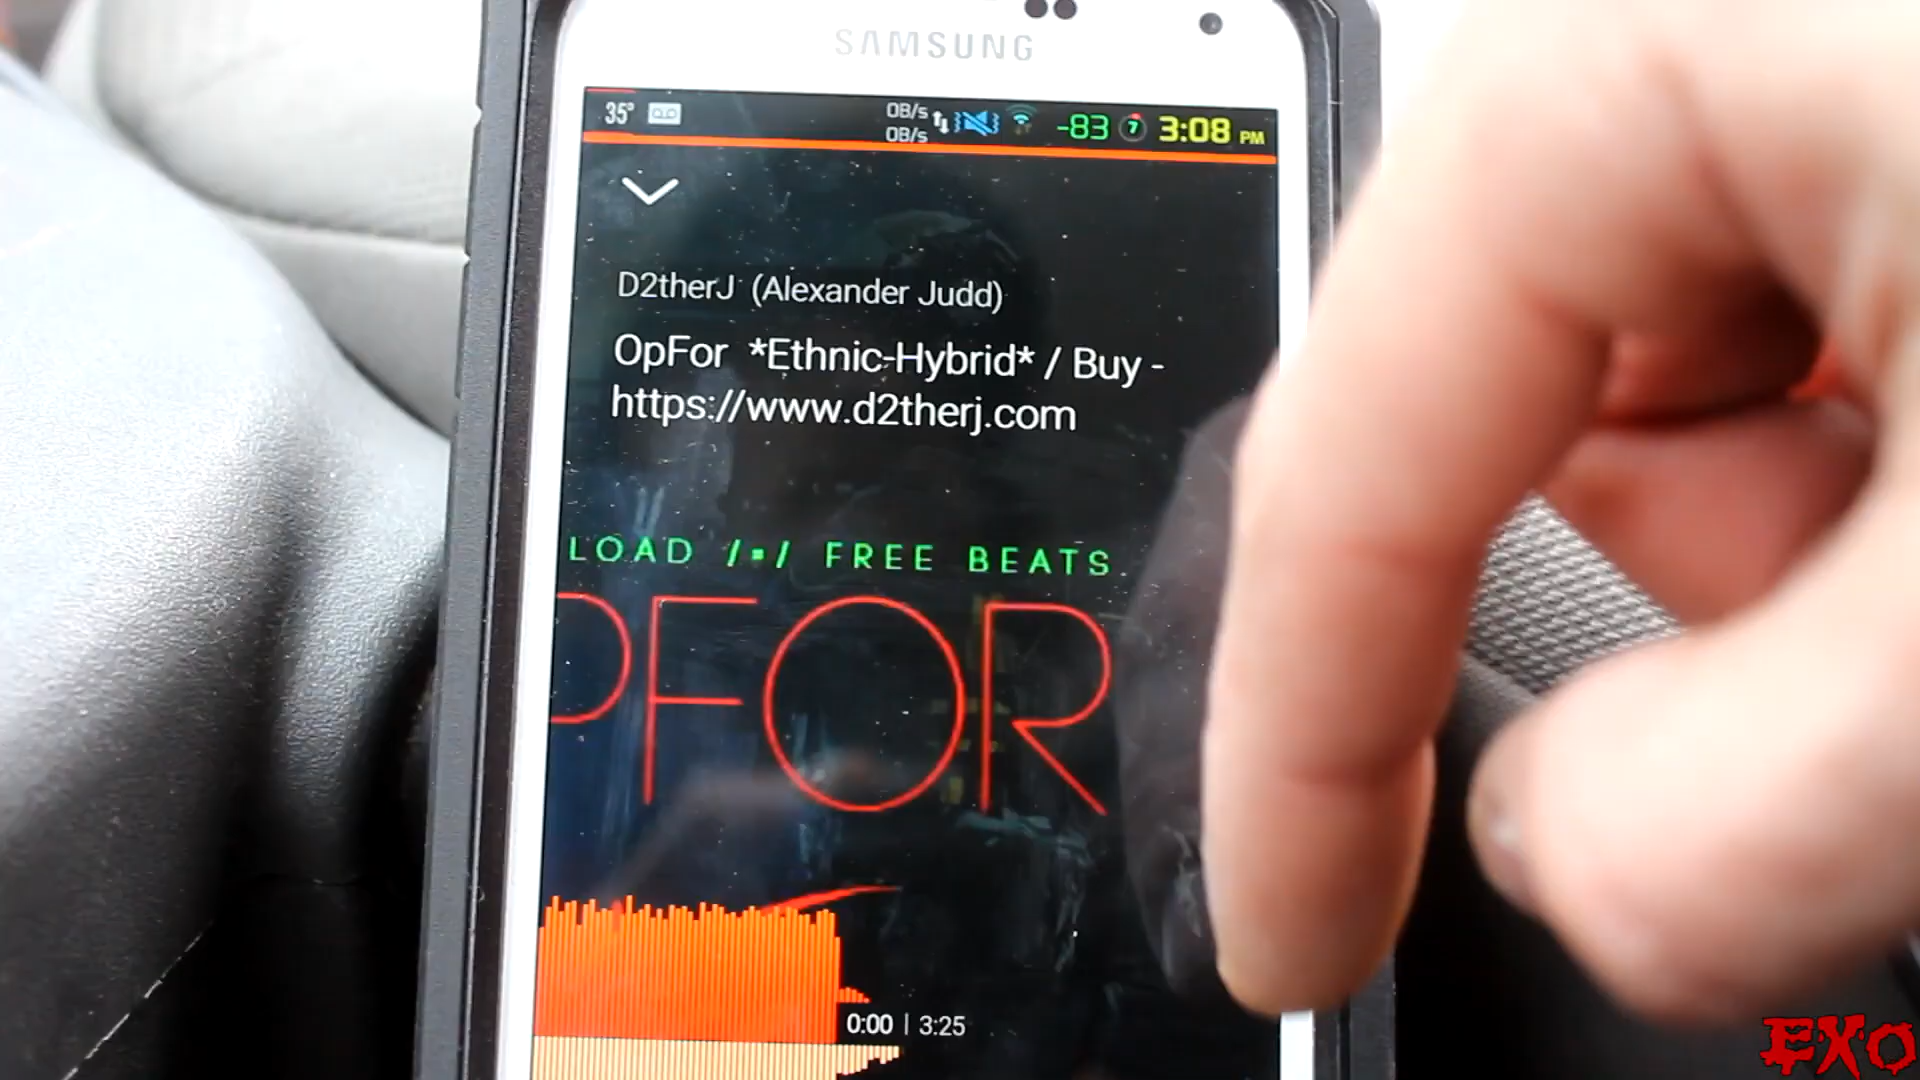 SAMSUNG
35° 0B/s -83 7 3:08 PM
0B/s
D2therJ (Alexander Judd)
OpFor *Ethnic-Hybrid* / Buy -
https://www.d2therj.com
LOAD /▪/ FREE BEATS
PFOR
0:00 | 3:25
EXO